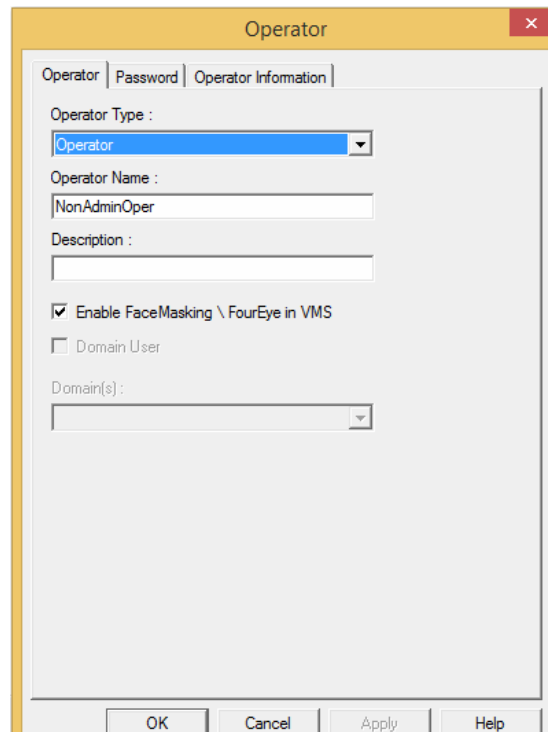 Operator
Operator Password Operator Information
Operator Type :
Operator
Operator Name :
NonAdminOper
Description :
Enable FaceMasking \ FourEye in VMS
Domain User
Domain(s) :
OK Cancel Apply Help